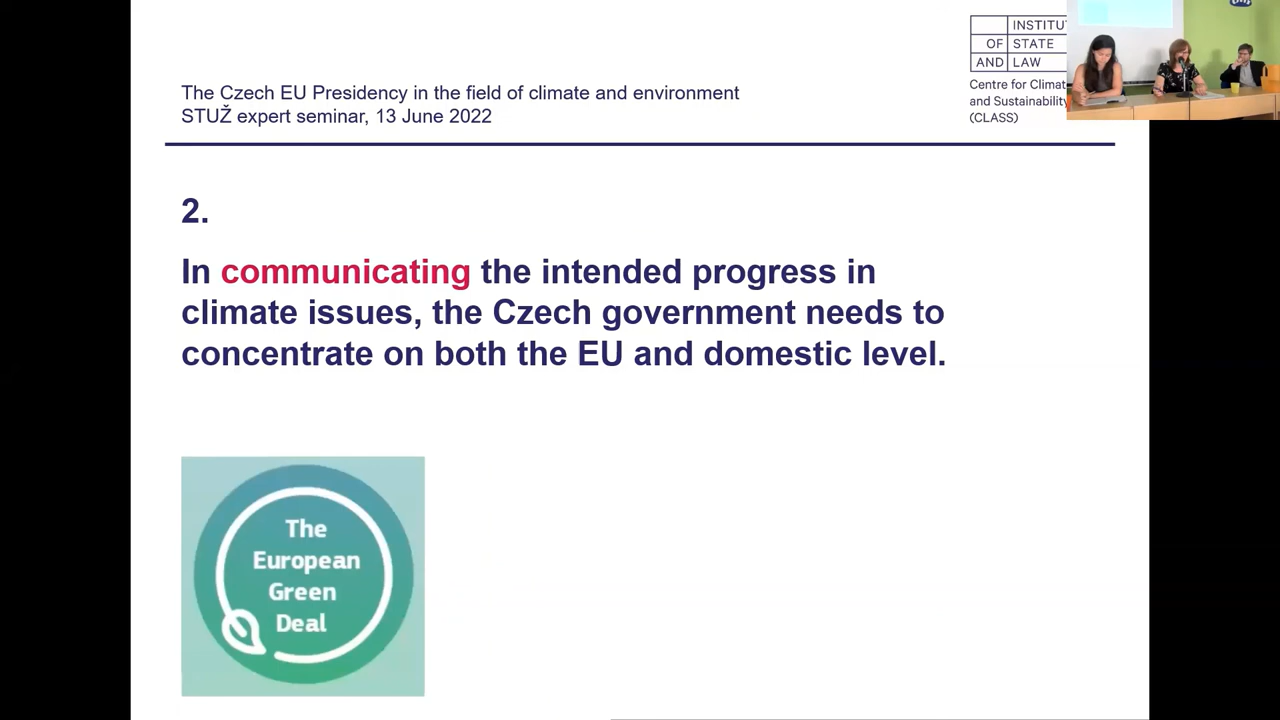 INSTITU
OF STATE
AND LAW
Centre for Climat
and Sustainability
(CLASS)
The Czech EU Presidency in the field of climate and environment
STUŽ expert seminar, 13 June 2022
2.
In communicating the intended progress in
climate issues, the Czech government needs to
concentrate on both the EU and domestic level.
The
European
Green
Deal